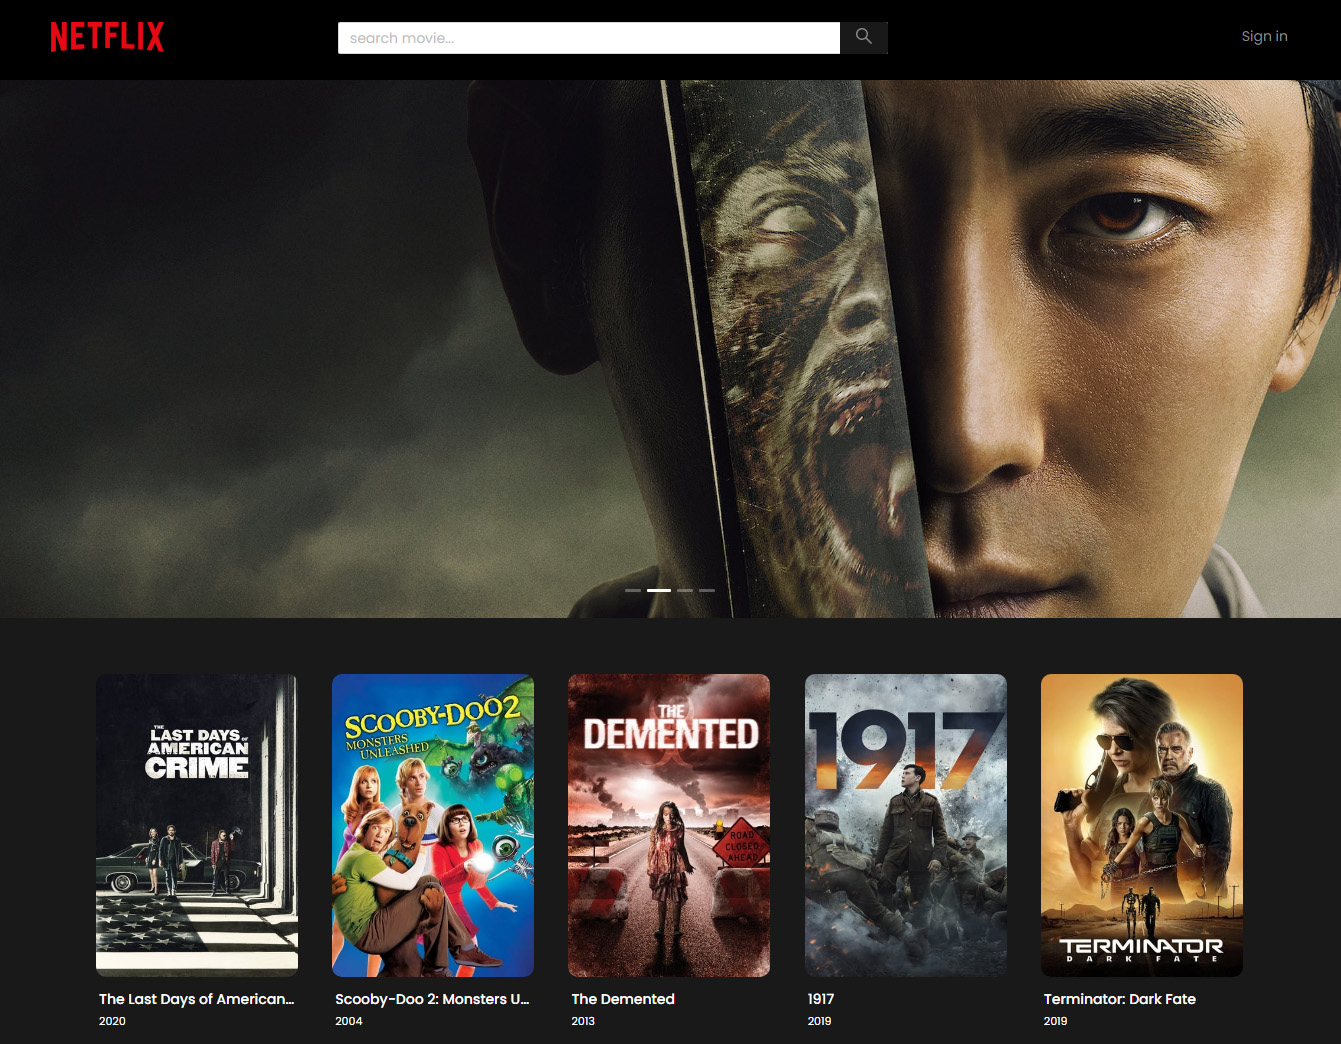 NETFLIX
search movie...
Sign in
THE
LAST DAYS OF
AMERICAN
CRIME
SCOOBY-DOO 2
MONSTERS
UNLEASHED
THE
DEMENTED
ROAD
CLOSED
AHEAD
1917
TERMINATOR
DARK FATE
The Last Days of American...
Scooby-Doo 2: Monsters U...
The Demented
1917
Terminator: Dark Fate
2020
2004
2013
2019
2019